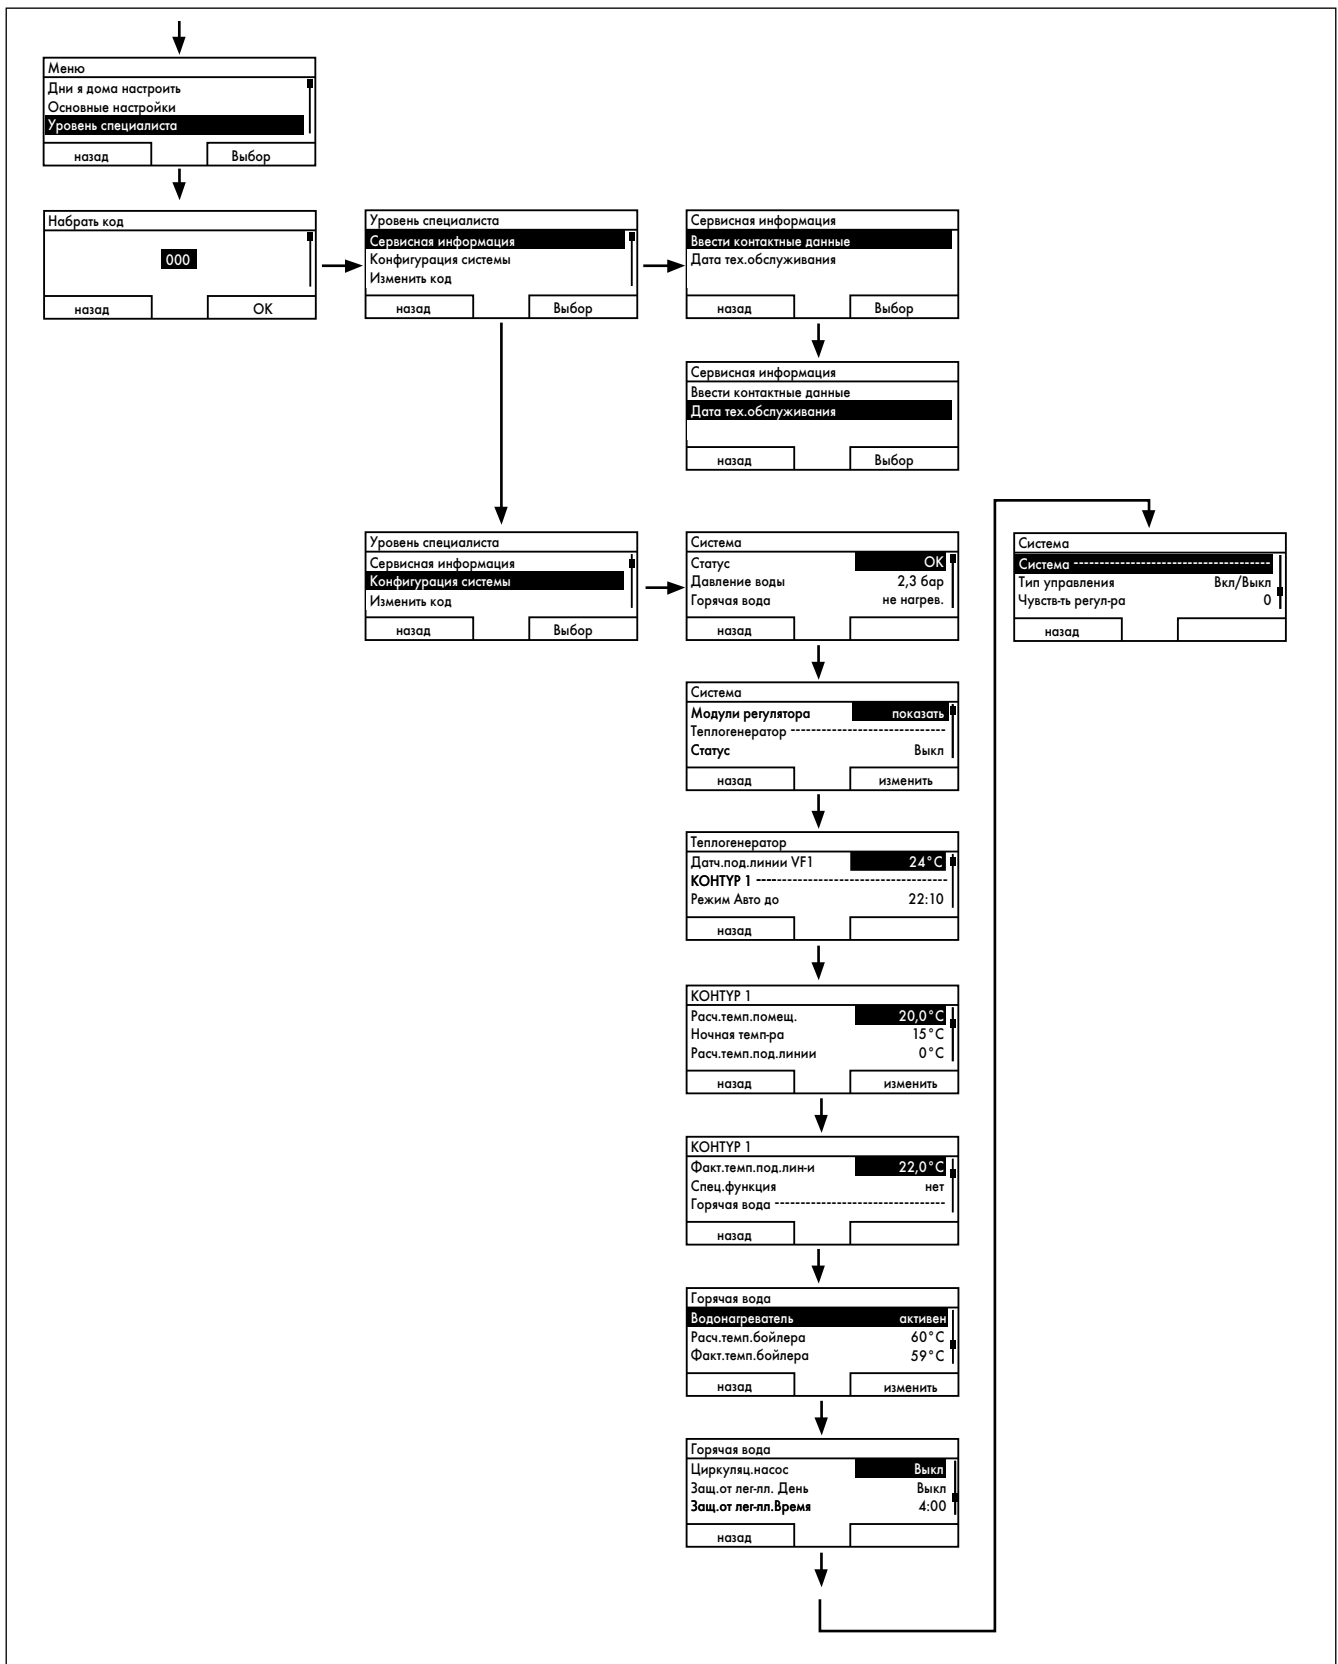 Меню
Дни я дома настроить
Основные настройки
Уровень специалиста
назад Выбор
Набрать код
000
назад OK
Уровень специалиста
Сервисная информация
Конфигурация системы
Изменить код
назад Выбор
Сервисная информация
Ввести контактные данные
Дата тех.обслуживания
назад Выбор
Сервисная информация
Ввести контактные данные
Дата тех.обслуживания
назад Выбор
Уровень специалиста
Сервисная информация
Конфигурация системы
Изменить код
назад Выбор
Система
Статус OK
Давление воды 2,3 бар
Горячая вода не нагрев.
назад
Система
Модули регулятора показать
Теплогенератор
Статус Выкл
назад изменить
Теплогенератор
Датч.под.линии VF1 24°C
КОНТУР 1
Режим Авто до 22:10
назад
КОНТУР 1
Расч.темп.помещ. 20,0°C
Ночная темп-ра 15°C
Расч.темп.под.линии 0°C
назад изменить
КОНТУР 1
Факт.темп.под.лин-и 22,0°C
Спец.функция нет
Горячая вода
назад
Горячая вода
Водонагреватель активен
Расч.темп.бойлера 60°C
Факт.темп.бойлера 59°C
назад изменить
Горячая вода
Циркуляц.насос Выкл
Защ.от лег-лл. День Выкл
Защ.от лег-лл.Время 4:00
назад
Система
Система
Тип управления Вкл/Выкл
Чувств-ть регул-ра 0
назад